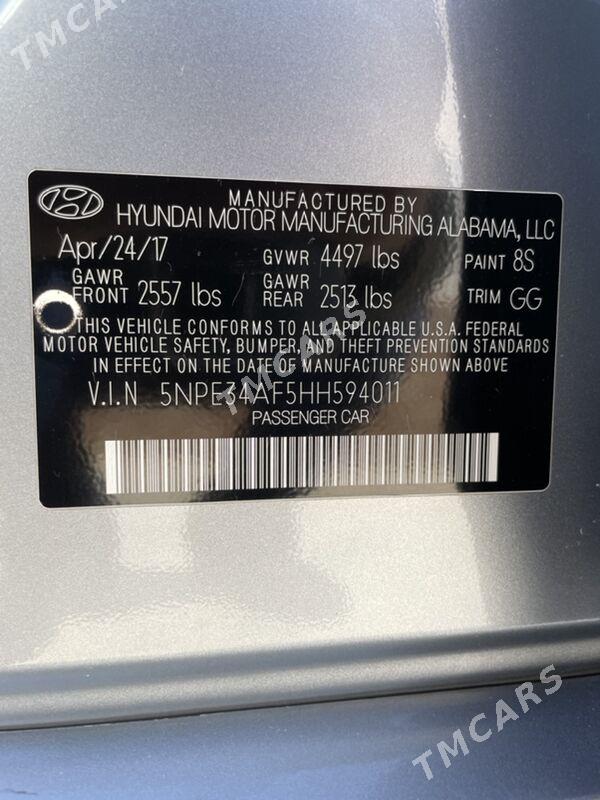 TMCARS
MANUFACTURED BY
HYUNDAI MOTOR MANUFACTURING ALABAMA, LLC
Apr/24/17 GVWR 4497 lbs PAINT 8S
GAWR FRONT 2557 lbs GAWR REAR 2513 lbs TRIM GG
THIS VEHICLE CONFORMS TO ALL APPLICABLE U.S.A. FEDERAL
MOTOR VEHICLE SAFETY, BUMPER, AND THEFT PREVENTION STANDARDS
IN EFFECT ON THE DATE OF MANUFACTURE SHOWN ABOVE
V.I.N 5NPE34AF5HH594011
PASSENGER CAR
TMCARS
TMCARS